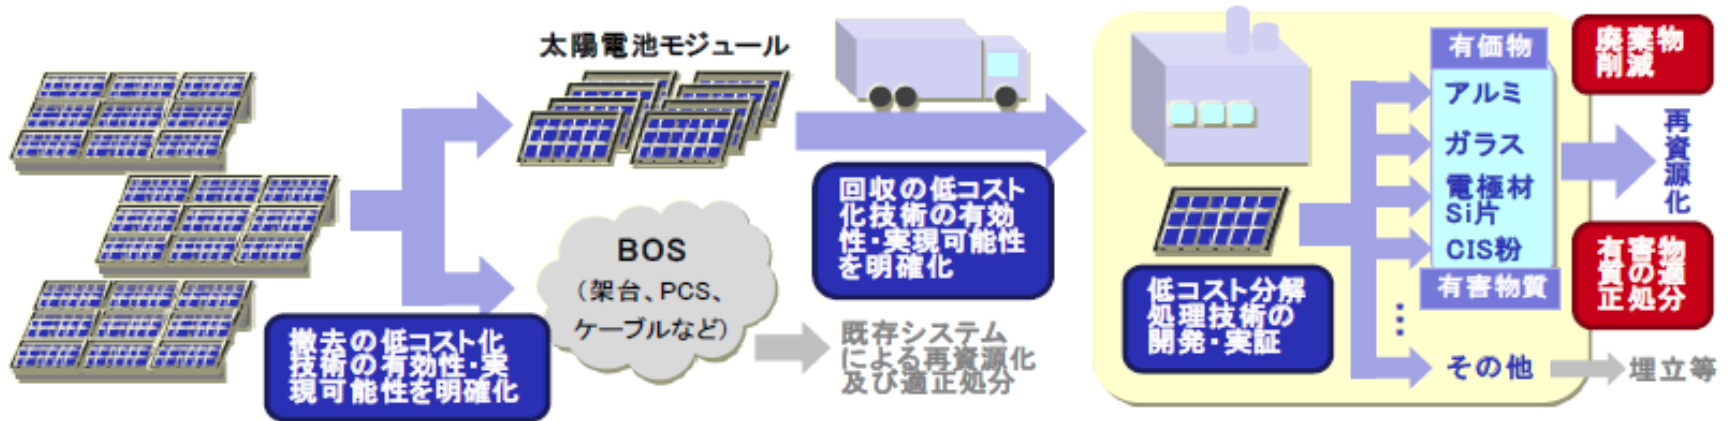 太陽電池モジュール
撤去の低コスト化
技術の有効性・実
現可能性を明確化
BOS
（架台、PCS、
ケーブルなど）
既存システム
による再資源化
及び適正処分
回収の低コスト
化技術の有効
性・実現可能性
を明確化
低コスト分解
処理技術の
開発・実証
有価物
アルミ
ガラス
電極材
Si片
CIS粉
有害物質
⋮
その他
埋立等
廃棄物
削減
再資源化
有害物
質の適
正処分